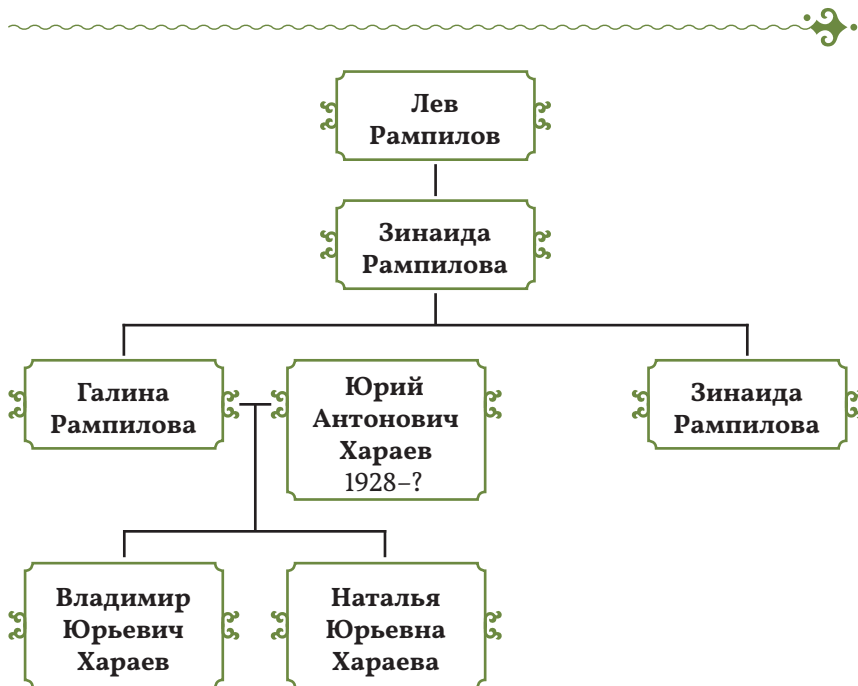 Лев
Рампилов
Зинаида
Рампилова
Галина
Рампилова
Юрий
Антонович
Хараев
1928–?
Зинаида
Рампилова
Владимир
Юрьевич
Хараев
Наталья
Юрьевна
Хараева